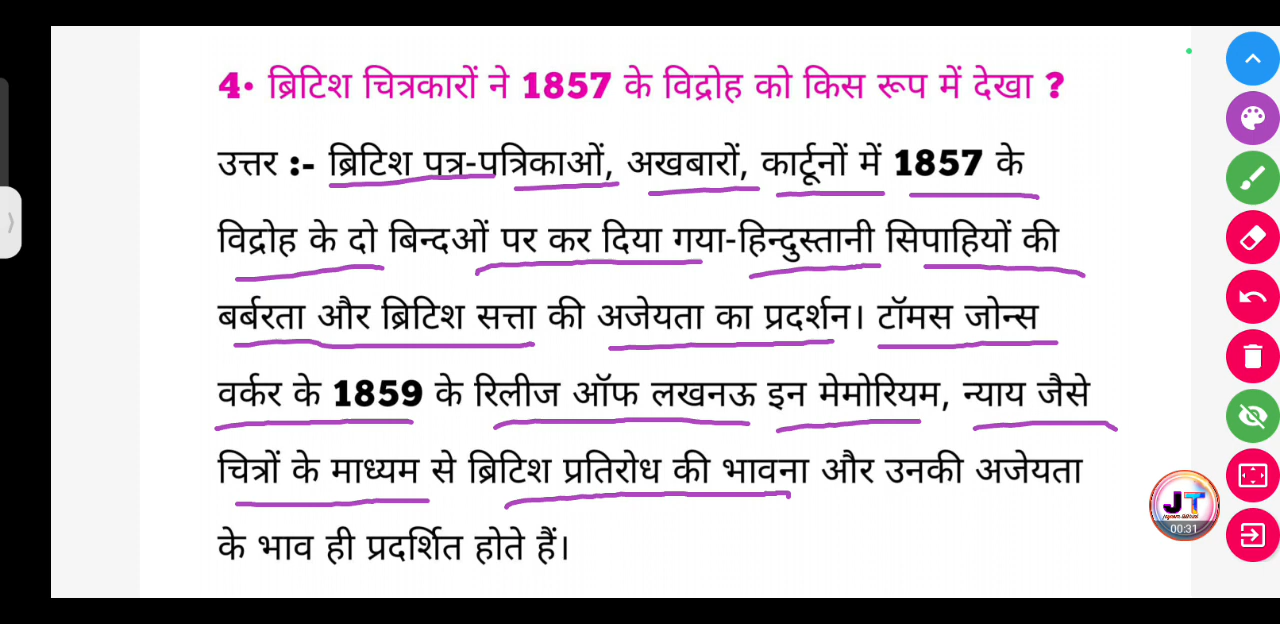 4• ब्रिटिश चित्रकारों ने 1857 के विद्रोह को किस रूप में देखा ?
उत्तर :- ब्रिटिश पत्र-पत्रिकाओं, अखबारों, कार्टूनों में 1857 के
विद्रोह के दो बिन्दओं पर कर दिया गया-हिन्दुस्तानी सिपाहियों की
बर्बरता और ब्रिटिश सत्ता की अजेयता का प्रदर्शन। टॉमस जोन्स
वर्कर के 1859 के रिलीज ऑफ लखनऊ इन मेमोरियम, न्याय जैसे
चित्रों के माध्यम से ब्रिटिश प्रतिरोध की भावना और उनकी अजेयता
के भाव ही प्रदर्शित होते हैं।
JT
00:31